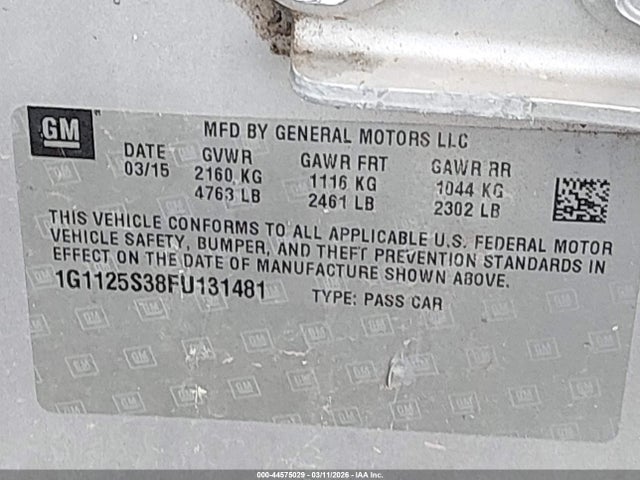 GM
MFD BY GENERAL MOTORS LLC
DATE GVWR GAWR FRT GAWR RR
03/15 2160 KG 1116 KG 1044 KG
4763 LB 2461 LB 2302 LB
THIS VEHICLE CONFORMS TO ALL APPLICABLE U.S. FEDERAL MOTOR
VEHICLE SAFETY, BUMPER, AND THEFT PREVENTION STANDARDS IN
EFFECT ON THE DATE OF MANUFACTURE SHOWN ABOVE.
1G1125S38FU131481 TYPE: PASS CAR
000-44575029 - 03/11/2026 - IAA Inc.